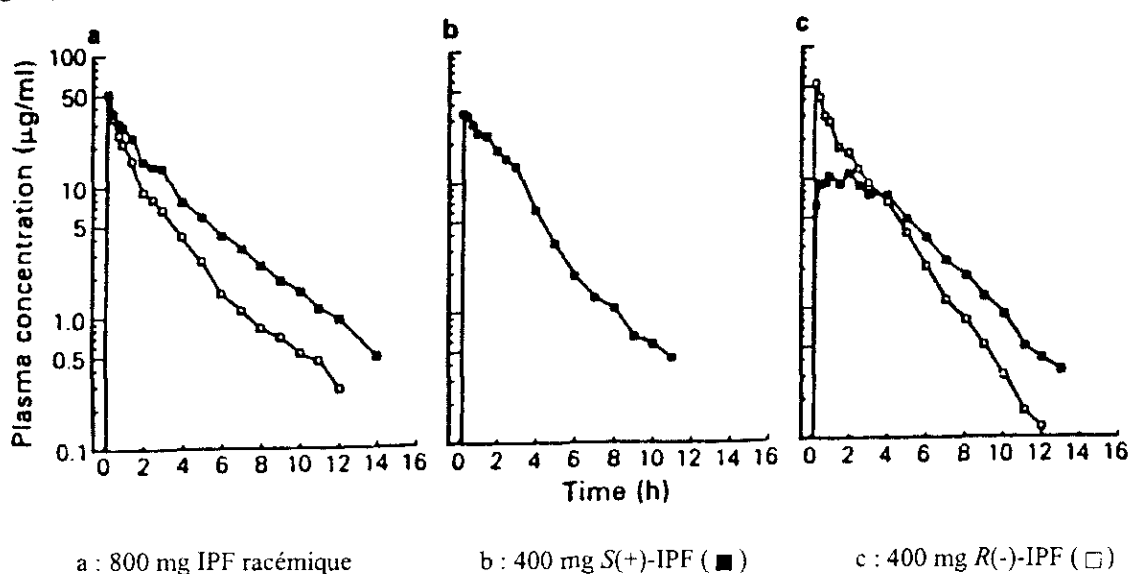 a
b
c
Plasma concentration (µg/ml)
100
50
10
5
1.0
0.5
0.1
0 2 4 6 8 10 12 14 16
0 2 4 6 8 10 12 14 16
0 2 4 6 8 10 12 14 16
Time (h)
a : 800 mg IPF racémique
b : 400 mg S(+)-IPF ( ■ )
c : 400 mg R(-)-IPF ( □ )